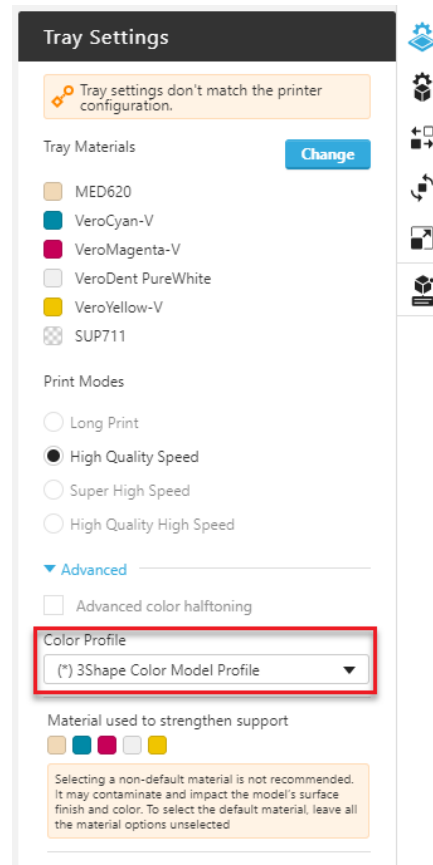 Tray Settings
Tray settings don't match the printer
configuration.
Tray Materials
Change
MED620
VeroCyan-V
VeroMagenta-V
VeroDent PureWhite
VeroYellow-V
SUP711
Print Modes
Long Print
High Quality Speed
Super High Speed
High Quality High Speed
Advanced
Advanced color halftoning
Color Profile
(*) 3Shape Color Model Profile
Material used to strengthen support
Selecting a non-default material is not recommended.
It may contaminate and impact the model's surface
finish and color. To select the default material, leave all
the material options unselected